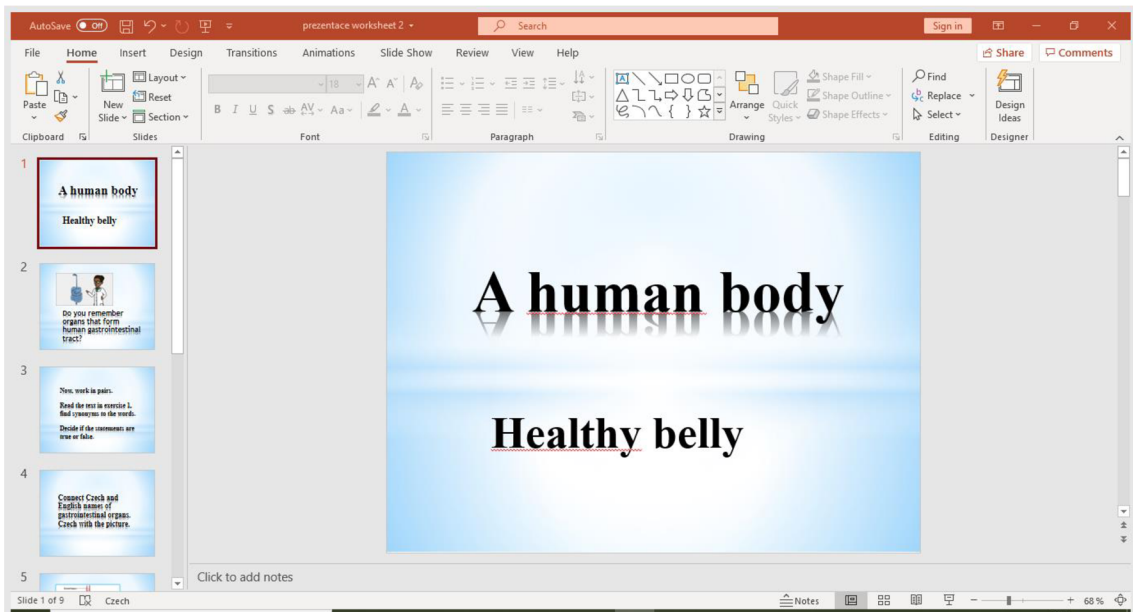 AutoSave Off prezentace worksheet 2 Search Sign in
File Home Insert Design Transitions Animations Slide Show Review View Help Share Comments
Paste New Slide Layout Reset Section 18 B I U S ab AV Aa A Arrange Quick Styles Shape Fill Shape Outline Shape Effects Find Replace Select Design Ideas
Clipboard Slides Font Paragraph Drawing Editing Designer
1
A human body
Healthy belly
2
Do you remember
organs that form
human gastrointestinal
tract?
3
Now, work in pairs.
Read the text in exercise 1,
find synonyms to the words.
Decide if the statements are
true or false.
4
Connect Czech and
English names of
gastrointestinal organs.
Czech with the picture.
5
A human body
Healthy belly
Click to add notes
Slide 1 of 9 Czech Notes 68 %